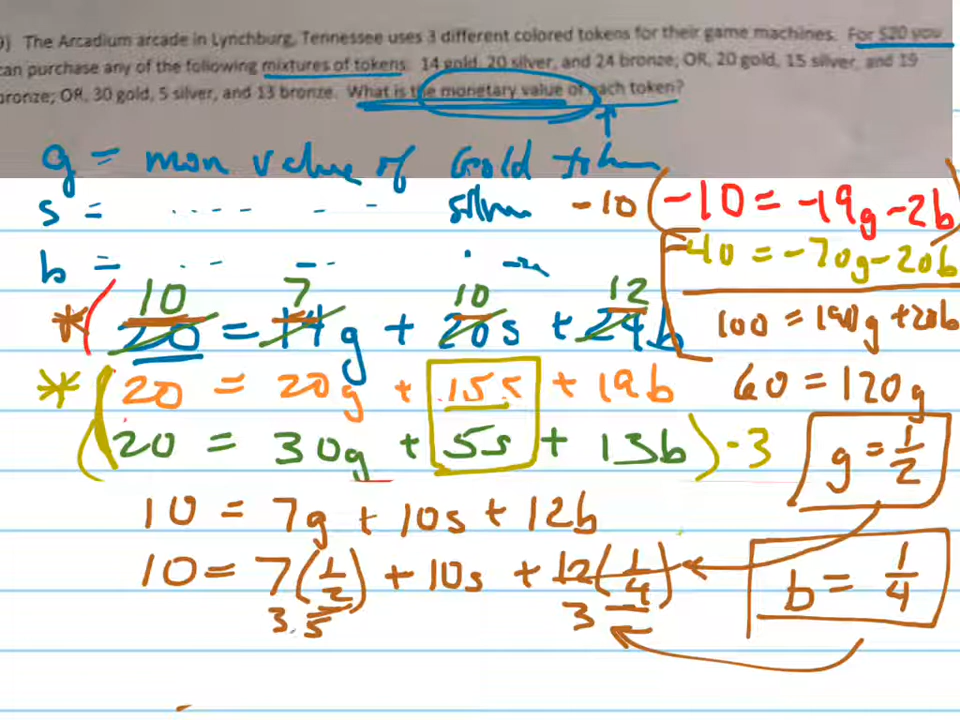 9) The Arcadium arcade in Lynchburg, Tennessee uses 3 different colored tokens for their game machines. For $20 you
can purchase any of the following mixtures of tokens. 14 gold, 20 silver, and 24 bronze; OR, 20 gold, 15 silver, and 19
bronze; OR, 30 gold, 5 silver, and 13 bronze. What is the monetary value of each token?
g = mon value of Gold token
s = silver
b =
-10 (-10 = -19g - 2b)
-40 = -70g - 20b
100 = 190g + 20b
60 = 120g
g = 1/2
b = 1/4
10 7 10 12
* (20 = 14g + 20s + 24b
* (20 = 20g + 15s + 19b
(20 = 30g + 5s + 13b) -3
10 = 7g + 10s + 12b
10 = 7(1/2) + 10s + 12(1/4)
3.5 3